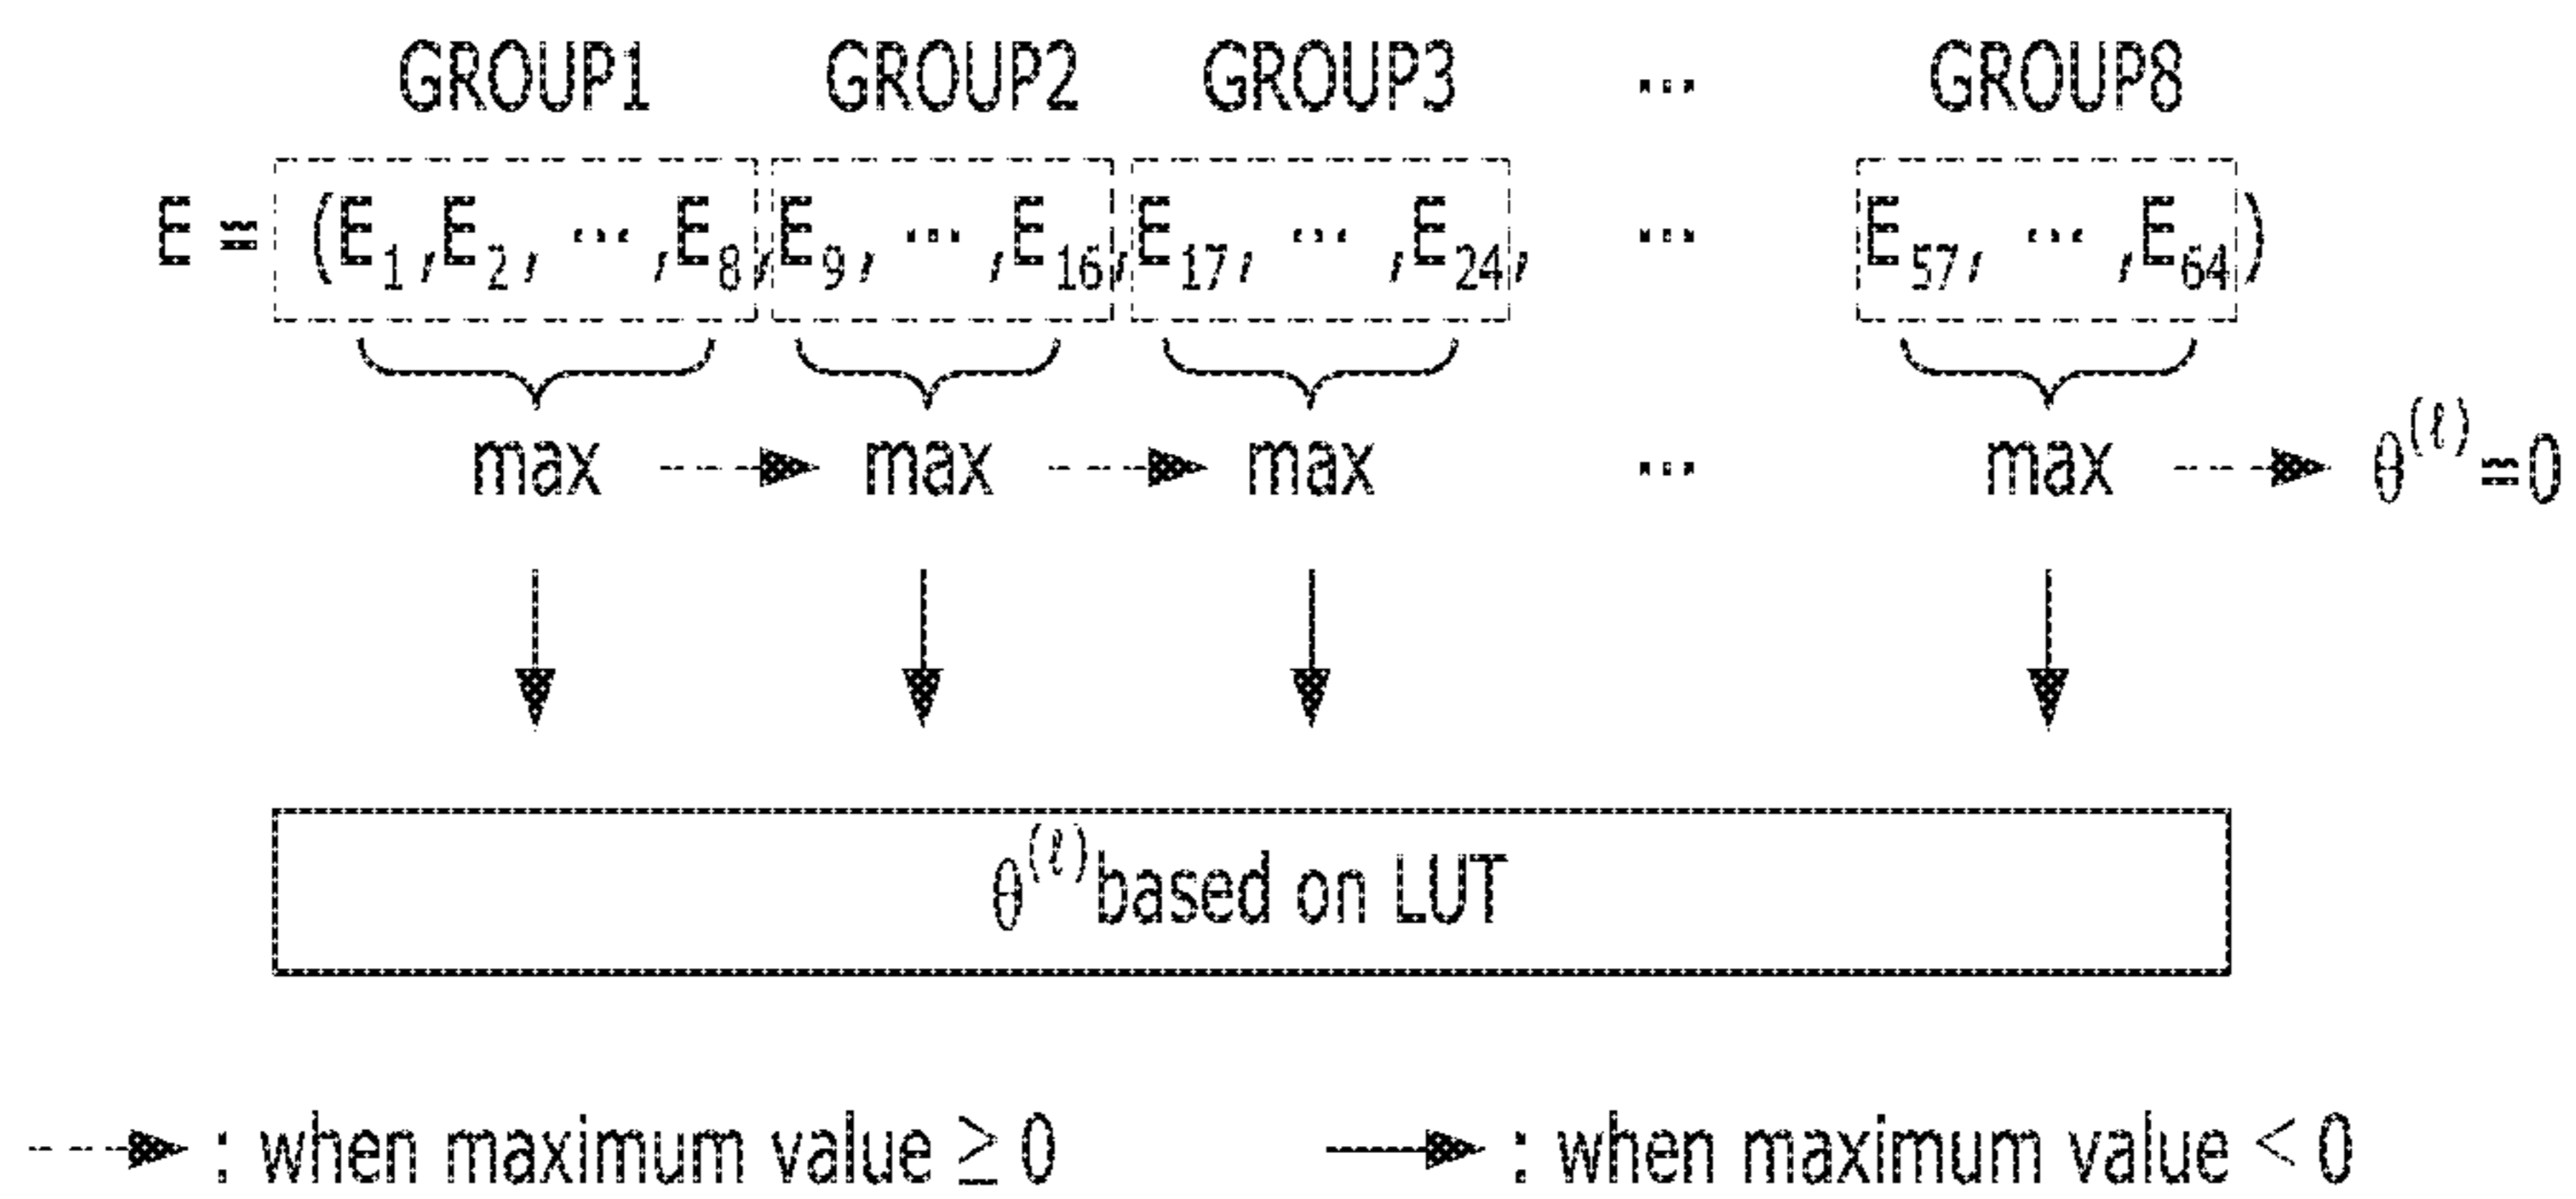 GROUP1 GROUP2 GROUP3 ... GROUP8
E = (E₁,E₂, ⋯ ,E₈,E₉, ⋯ ,E₁₆,E₁₇, ⋯ ,E₂₄, ⋯ E₅₇, ⋯ ,E₆₄)
max max max ... max θ⁽ℓ⁾=0
θ⁽ℓ⁾based on LUT
: when maximum value ≥ 0 : when maximum value < 0